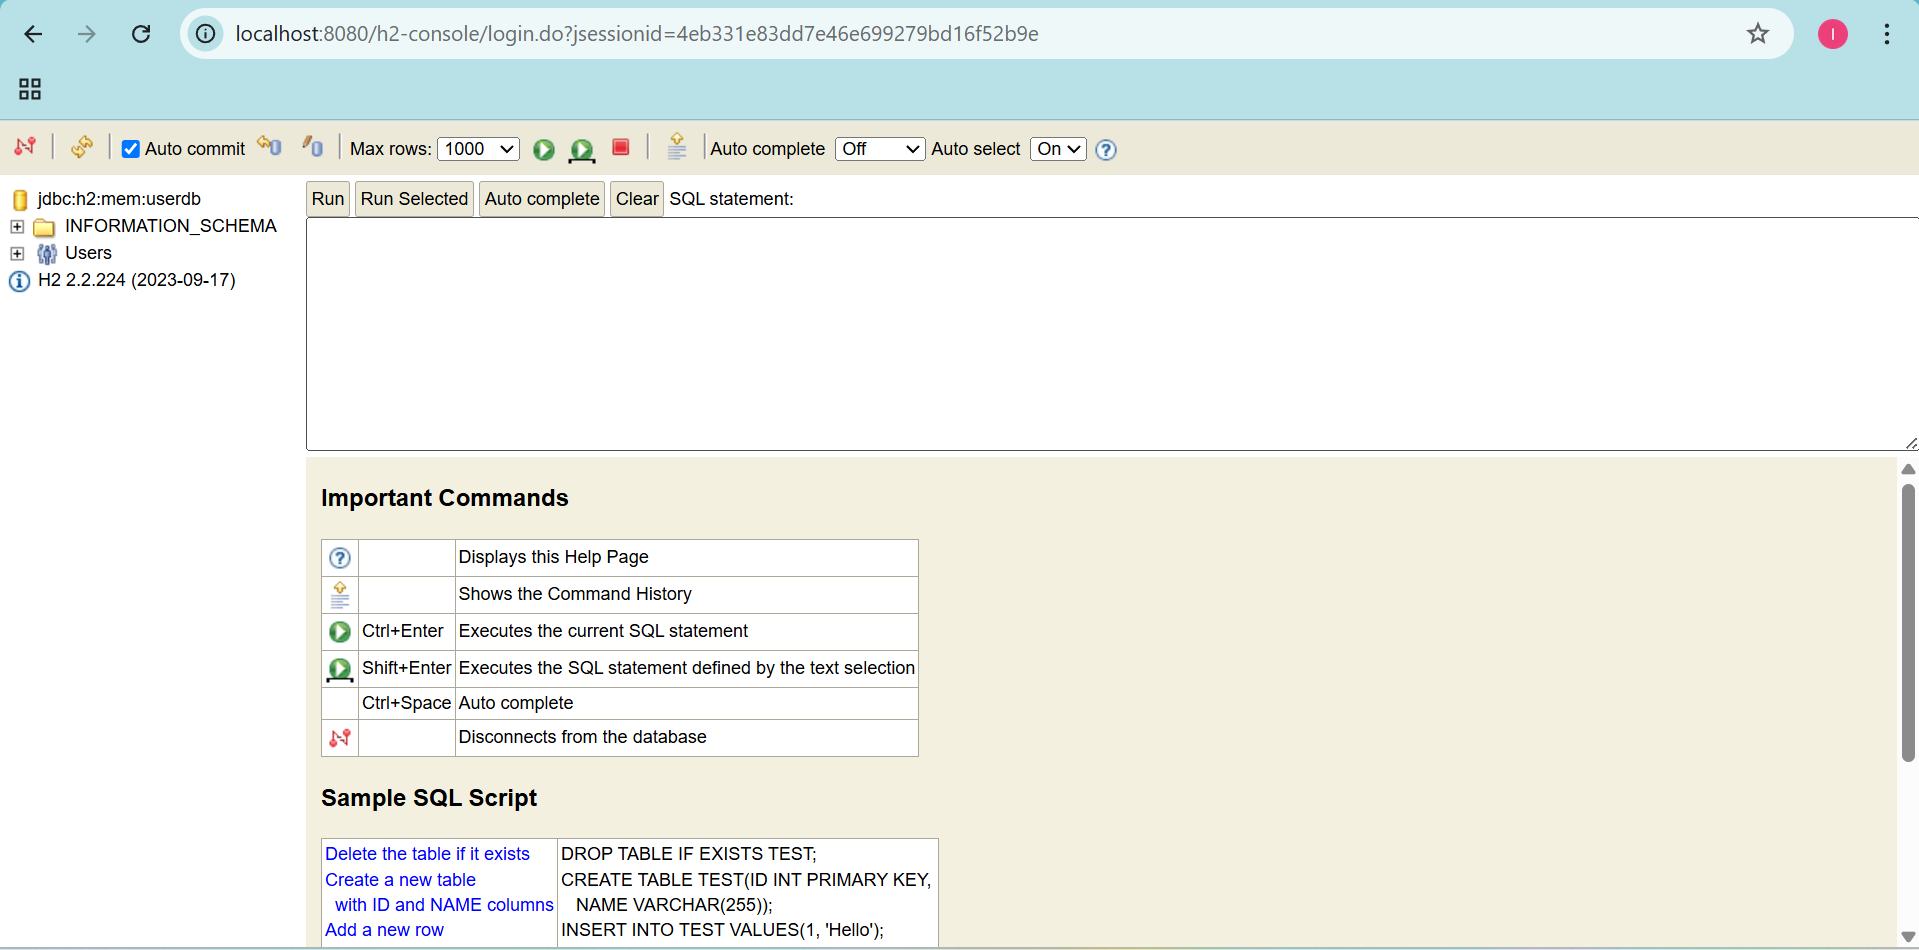 localhost:8080/h2-console/login.do?jsessionid=4eb331e83dd7e46e699279bd16f52b9e
I
Auto commit Max rows: 1000 Auto complete Off Auto select On
jdbc:h2:mem:userdb
INFORMATION_SCHEMA
Users
H2 2.2.224 (2023-09-17)
Run Run Selected Auto complete Clear SQL statement:
Important Commands
Displays this Help Page
Shows the Command History
Ctrl+Enter Executes the current SQL statement
Shift+Enter Executes the SQL statement defined by the text selection
Ctrl+Space Auto complete
Disconnects from the database
Sample SQL Script
Delete the table if it exists DROP TABLE IF EXISTS TEST;
Create a new table CREATE TABLE TEST(ID INT PRIMARY KEY,
with ID and NAME columns NAME VARCHAR(255));
Add a new row INSERT INTO TEST VALUES(1, 'Hello');